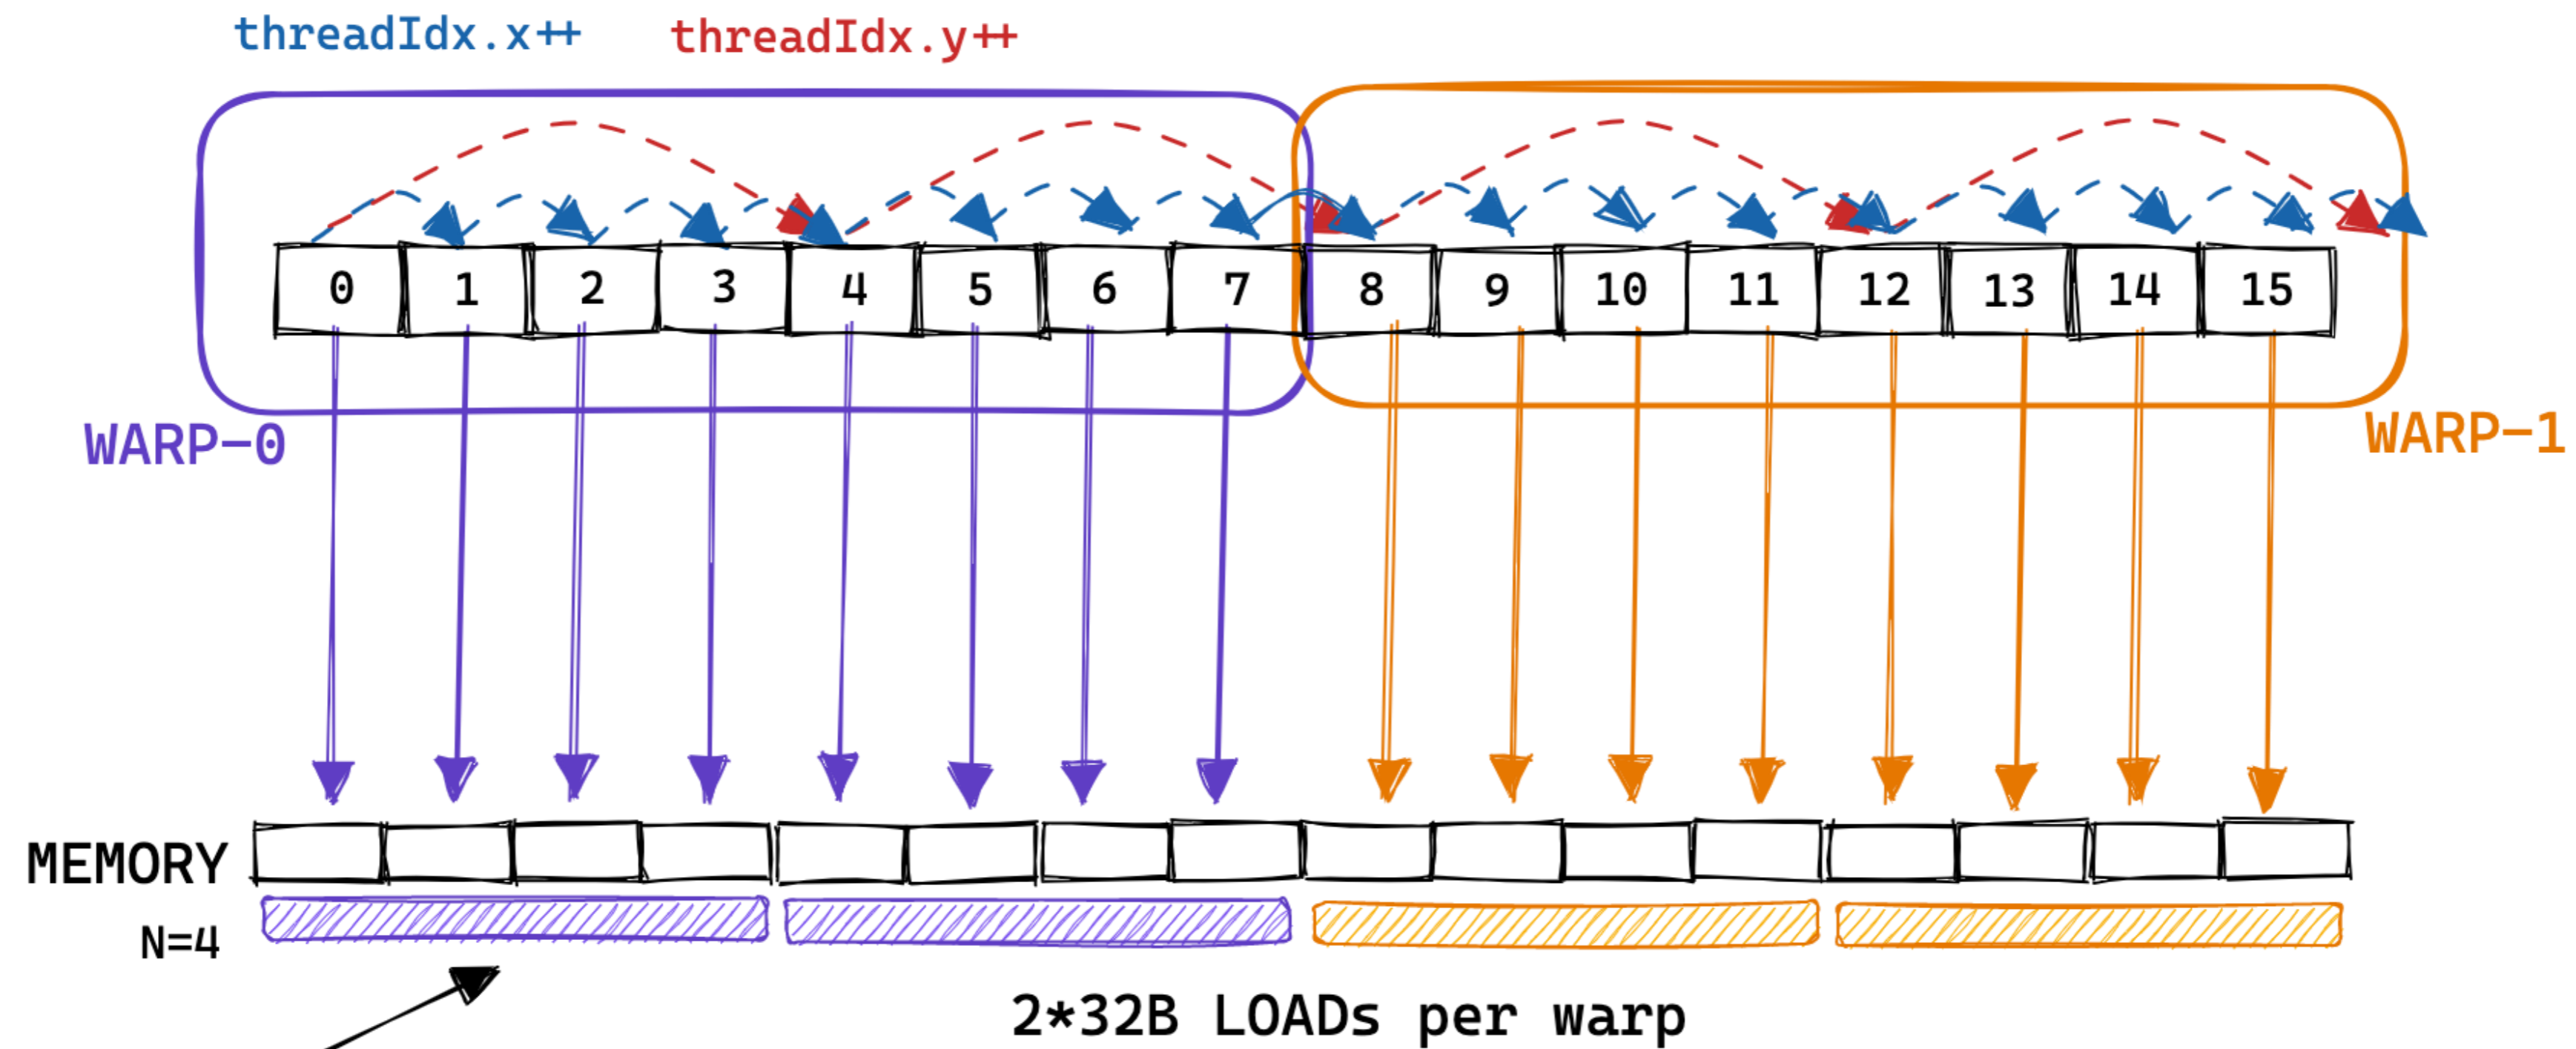 threadIdx.x++ threadIdx.y++
0 1 2 3 4 5 6 7 8 9 10 11 12 13 14 15
WARP-0 WARP-1
MEMORY
N=4
2*32B LOADs per warp